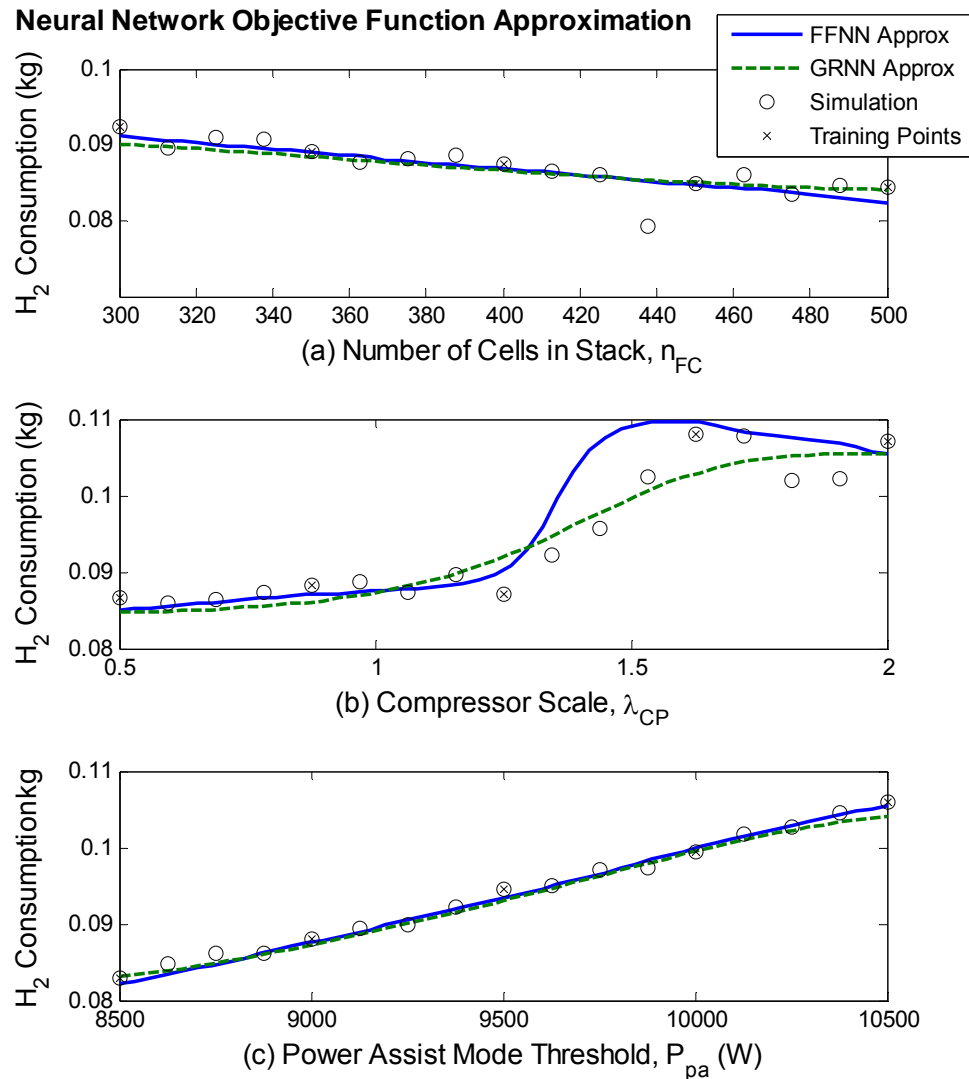 Neural Network Objective Function Approximation
FFNN Approx
GRNN Approx
Simulation
Training Points
H2 Consumption (kg)
0.1
0.09
0.08
300 320 340 360 380 400 420 440 460 480 500
(a) Number of Cells in Stack, nFC
H2 Consumption (kg)
0.11
0.1
0.09
0.08
0.5 1 1.5 2
(b) Compressor Scale, λCP
H2 Consumptionkg
0.11
0.1
0.09
0.08
8500 9000 9500 10000 10500
(c) Power Assist Mode Threshold, Ppa (W)